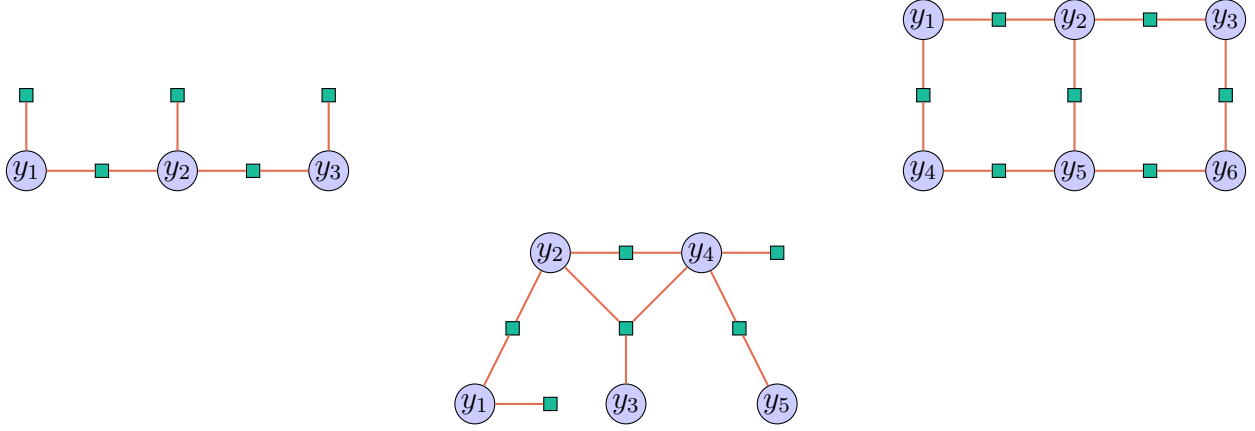 y₁ y₂ y₃
y₁ y₂ y₃
y₄ y₅ y₆
y₂ y₄
y₁ y₃ y₅